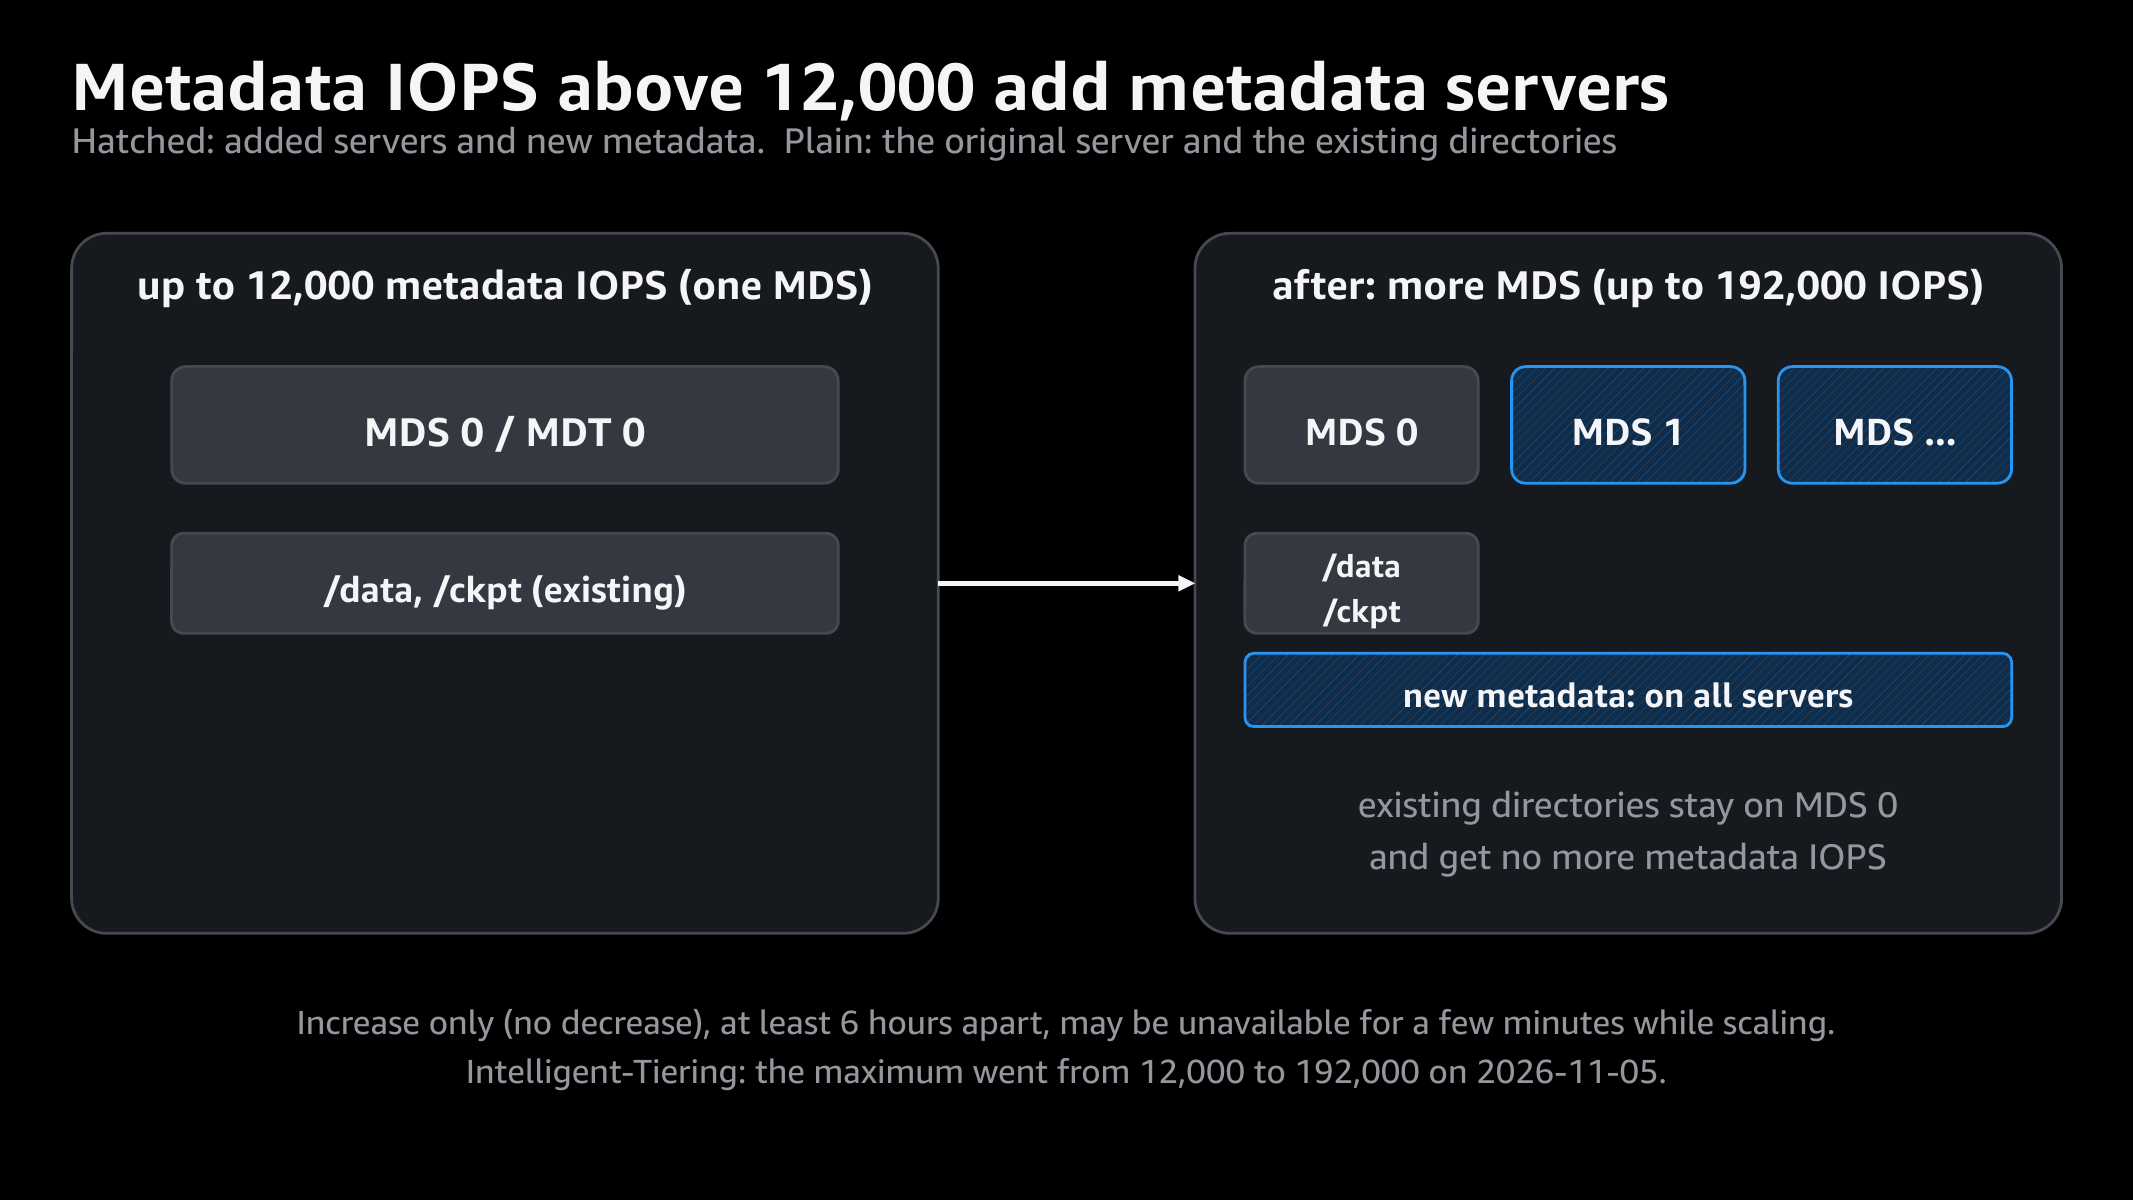 Metadata IOPS above 12,000 add metadata servers
Hatched: added servers and new metadata.  Plain: the original server and the existing directories
up to 12,000 metadata IOPS (one MDS)
MDS 0 / MDT 0
/data, /ckpt (existing)
after: more MDS (up to 192,000 IOPS)
MDS 0
MDS 1
MDS ...
/data
/ckpt
new metadata: on all servers
existing directories stay on MDS 0
and get no more metadata IOPS
Increase only (no decrease), at least 6 hours apart, may be unavailable for a few minutes while scaling.
Intelligent-Tiering: the maximum went from 12,000 to 192,000 on 2026-11-05.